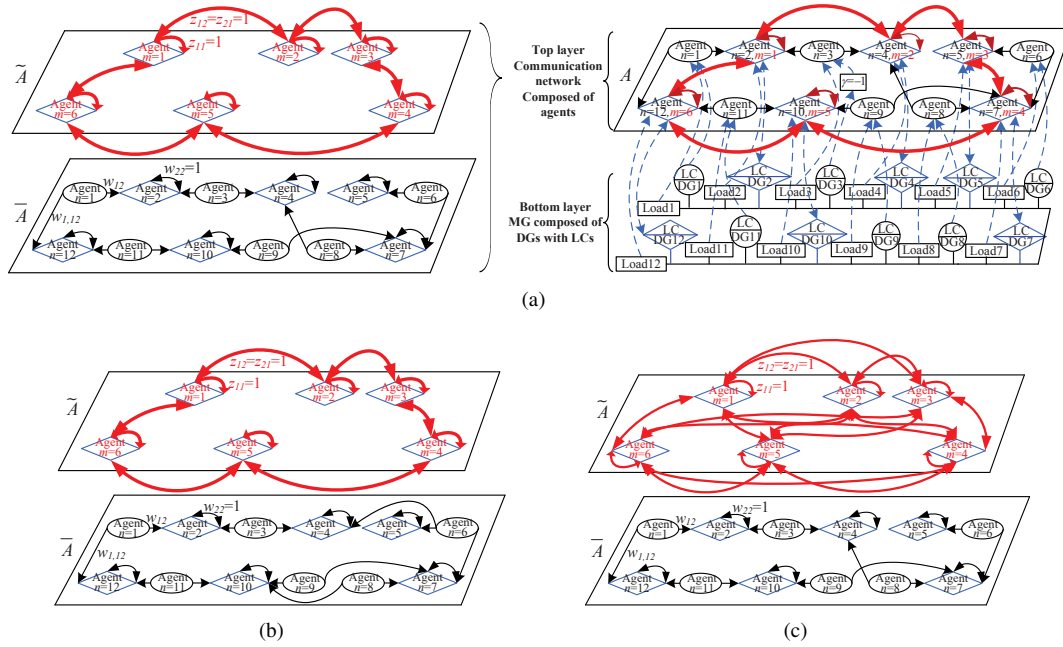 z12=z21=1
Agent
m=1
z11=1
Agent
m=2
Agent
m=3
Ã
Agent
m=6
Agent
m=5
Agent
m=4
w22=1
Agent
n=1
w12
Agent
n=2
Agent
n=3
Agent
n=4
Agent
n=5
Agent
n=6
A̅
w1,12
Agent
n=12
Agent
n=11
Agent
n=10
Agent
n=9
Agent
n=8
Agent
n=7
Top layer
Communication
network
Composed of
agents
A
Agent
n=1
Agent
n=2,m=1
Agent
n=3
Agent
n=4,m=2
Agent
n=5,m=3
Agent
n=6
γ=−1
Agent
n=12,m=6
Agent
n=11
Agent
n=10,m=5
Agent
n=9
Agent
n=8
Agent
n=7,m=4
Bottom layer
MG composed of
DGs with LCs
Load1
LC
DG1
Load2
LC
DG2
Load3
LC
DG3
Load4
LC
DG4
Load5
LC
DG5
Load6
LC
DG6
Load12
LC
DG12
Load11
LC
DG11
Load10
LC
DG10
Load9
LC
DG9
Load8
LC
DG8
Load7
LC
DG7
(a)
z12=z21=1
Agent
m=1
z11=1
Agent
m=2
Agent
m=3
Ã
Agent
m=6
Agent
m=5
Agent
m=4
w22=1
Agent
n=1
w12
Agent
n=2
Agent
n=3
Agent
n=4
Agent
n=5
Agent
n=6
A̅
w1,12
Agent
n=12
Agent
n=11
Agent
n=10
Agent
n=9
Agent
n=8
Agent
n=7
(b)
z12=z21=1
Agent
m=1
z11=1
Agent
m=2
Agent
m=3
Ã
Agent
m=6
Agent
m=5
Agent
m=4
w22=1
Agent
n=1
w12
Agent
n=2
Agent
n=3
Agent
n=4
Agent
n=5
Agent
n=6
A̅
w1,12
Agent
n=12
Agent
n=11
Agent
n=10
Agent
n=9
Agent
n=8
Agent
n=7
(c)